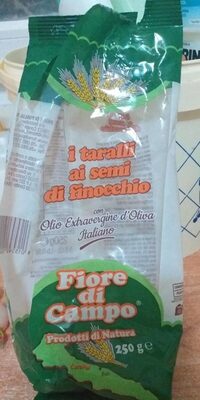 i taralli
ai semi
di finocchio
con
Olio Extravergine d'Oliva
Italiano
Fiore
di
Campo®
Prodotti di Natura
250 g e